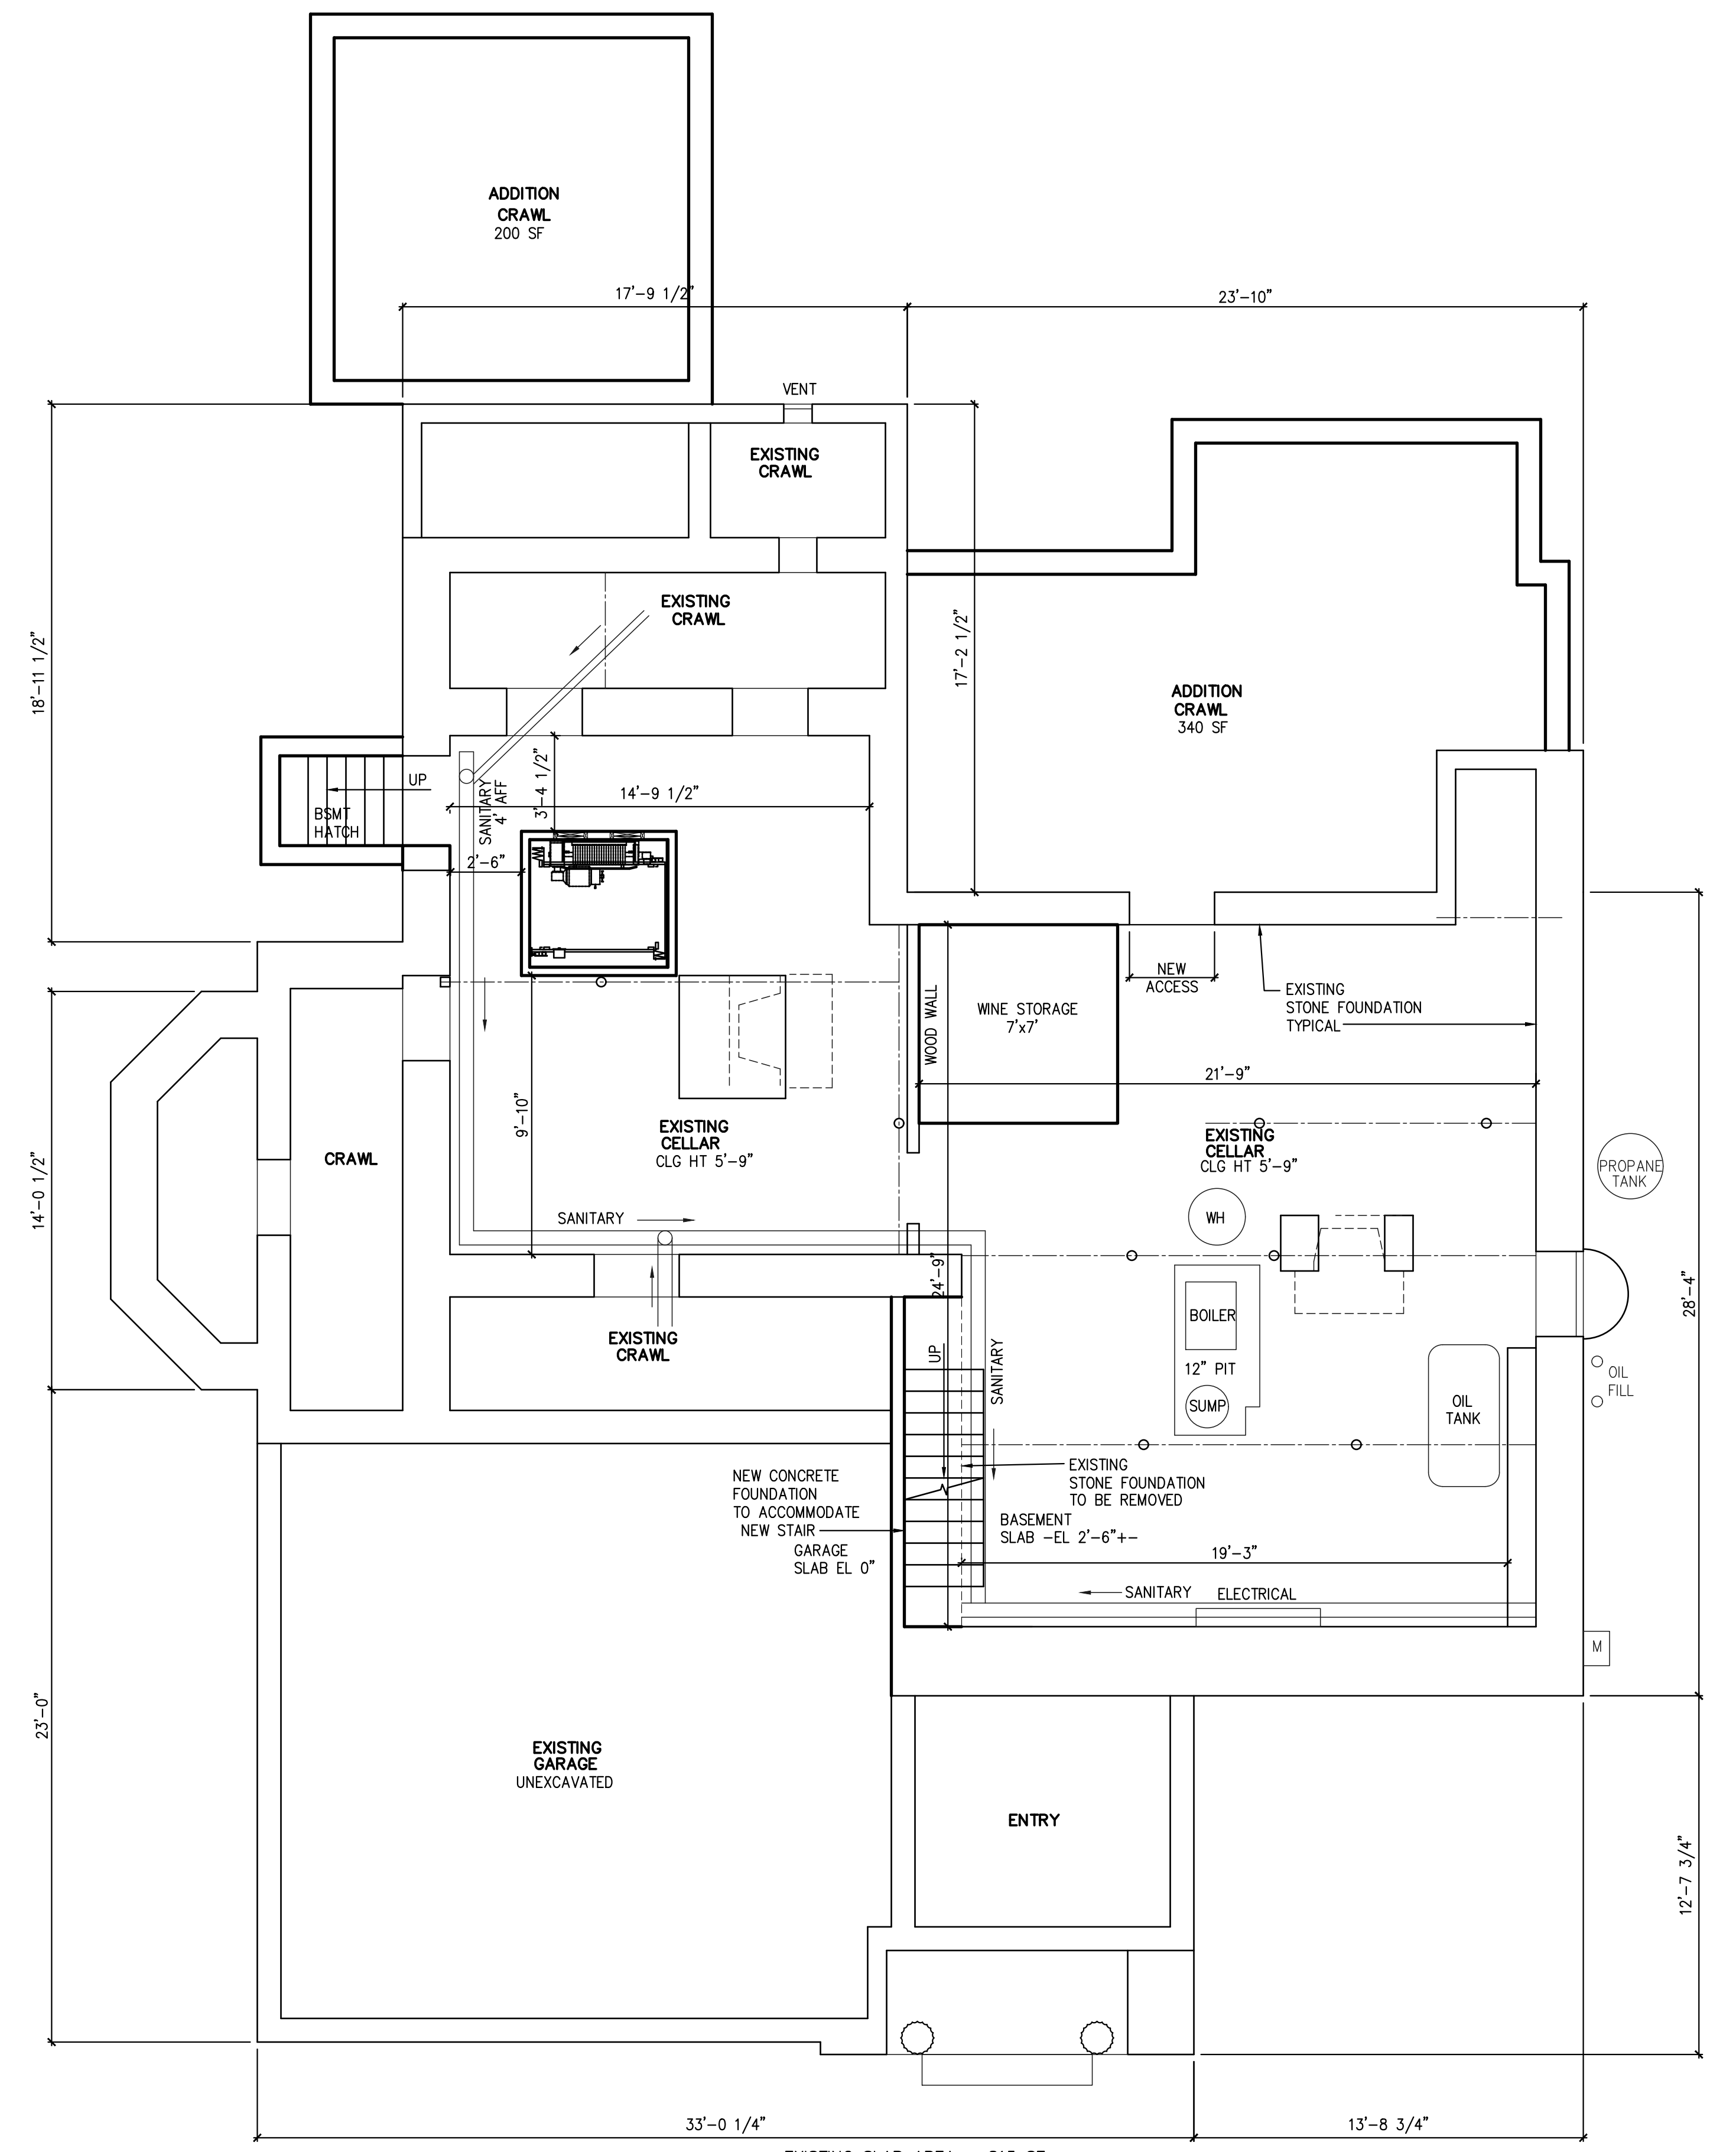 ADDITION
CRAWL
200 SF
17'-9 1/2"
23'-10"
VENT
EXISTING
CRAWL
EXISTING
CRAWL
18'-11 1/2"
17'-2 1/2"
ADDITION
CRAWL
340 SF
UP
BSMT
HATCH
SANITARY
4' AFF
3'-4 1/2"
14'-9 1/2"
2'-6"
NEW
ACCESS
EXISTING
STONE FOUNDATION
TYPICAL
WOOD WALL
WINE STORAGE
7'x7'
21'-9"
9'-10"
EXISTING
CELLAR
CLG HT 5'-9"
EXISTING
CELLAR
CLG HT 5'-9"
CRAWL
14'-0 1/2"
PROPANE
TANK
SANITARY
WH
24'-9"
28'-4"
BOILER
12" PIT
SUMP
EXISTING
CRAWL
UP
SANITARY
OIL
TANK
OIL
FILL
NEW CONCRETE
FOUNDATION
TO ACCOMMODATE
NEW STAIR
GARAGE
SLAB EL 0"
EXISTING
STONE FOUNDATION
TO BE REMOVED
BASEMENT
SLAB -EL 2'-6"+-
19'-3"
SANITARY
ELECTRICAL
M
23'-0"
EXISTING
GARAGE
UNEXCAVATED
ENTRY
12'-7 3/4"
33'-0 1/4"
13'-8 3/4"